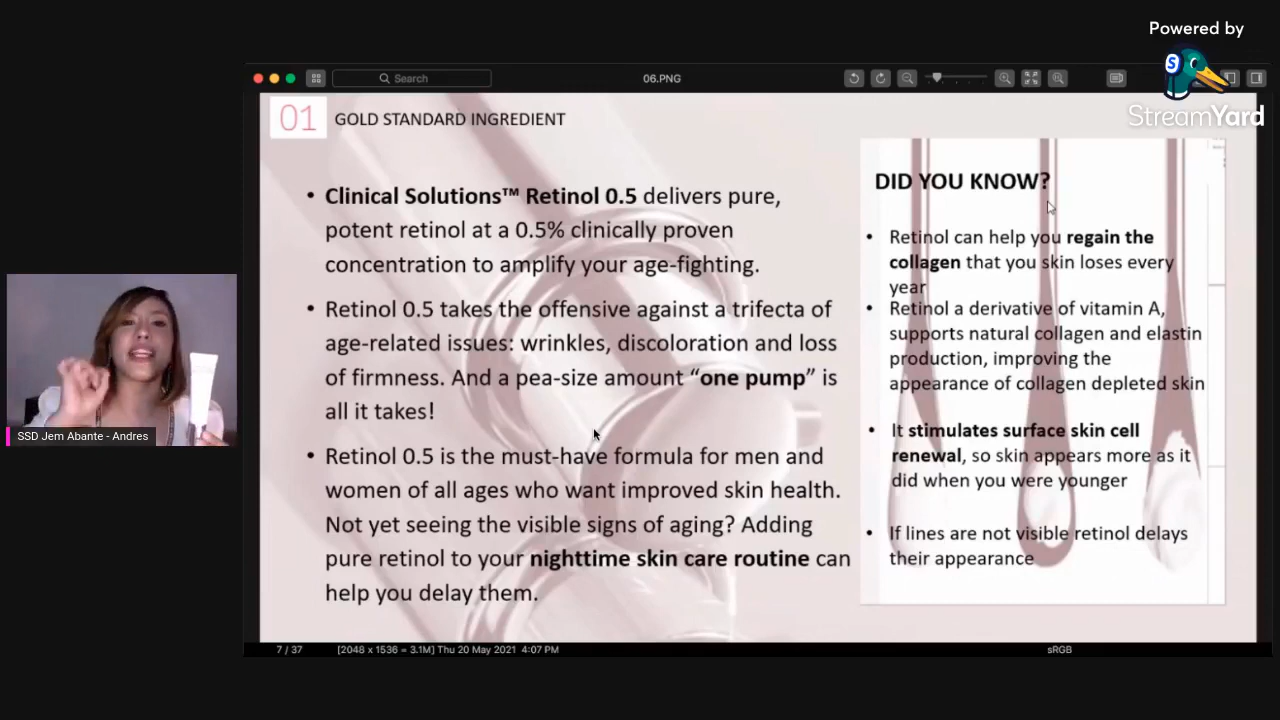 Powered by
StreamYard
Search
06.PNG
01
GOLD STANDARD INGREDIENT
• Clinical Solutions™ Retinol 0.5 delivers pure,
potent retinol at a 0.5% clinically proven
concentration to amplify your age-fighting.
• Retinol 0.5 takes the offensive against a trifecta of
age-related issues: wrinkles, discoloration and loss
of firmness. And a pea-size amount “one pump” is
all it takes!
• Retinol 0.5 is the must-have formula for men and
women of all ages who want improved skin health.
Not yet seeing the visible signs of aging? Adding
pure retinol to your nighttime skin care routine can
help you delay them.
DID YOU KNOW?
• Retinol can help you regain the
collagen that you skin loses every
year
• Retinol a derivative of vitamin A,
supports natural collagen and elastin
production, improving the
appearance of collagen depleted skin
• It stimulates surface skin cell
renewal, so skin appears more as it
did when you were younger
• If lines are not visible retinol delays
their appearance
SSD Jem Abante - Andres
7 / 37
[2048 x 1536 = 3.1M] Thu 20 May 2021 4:07 PM
sRGB